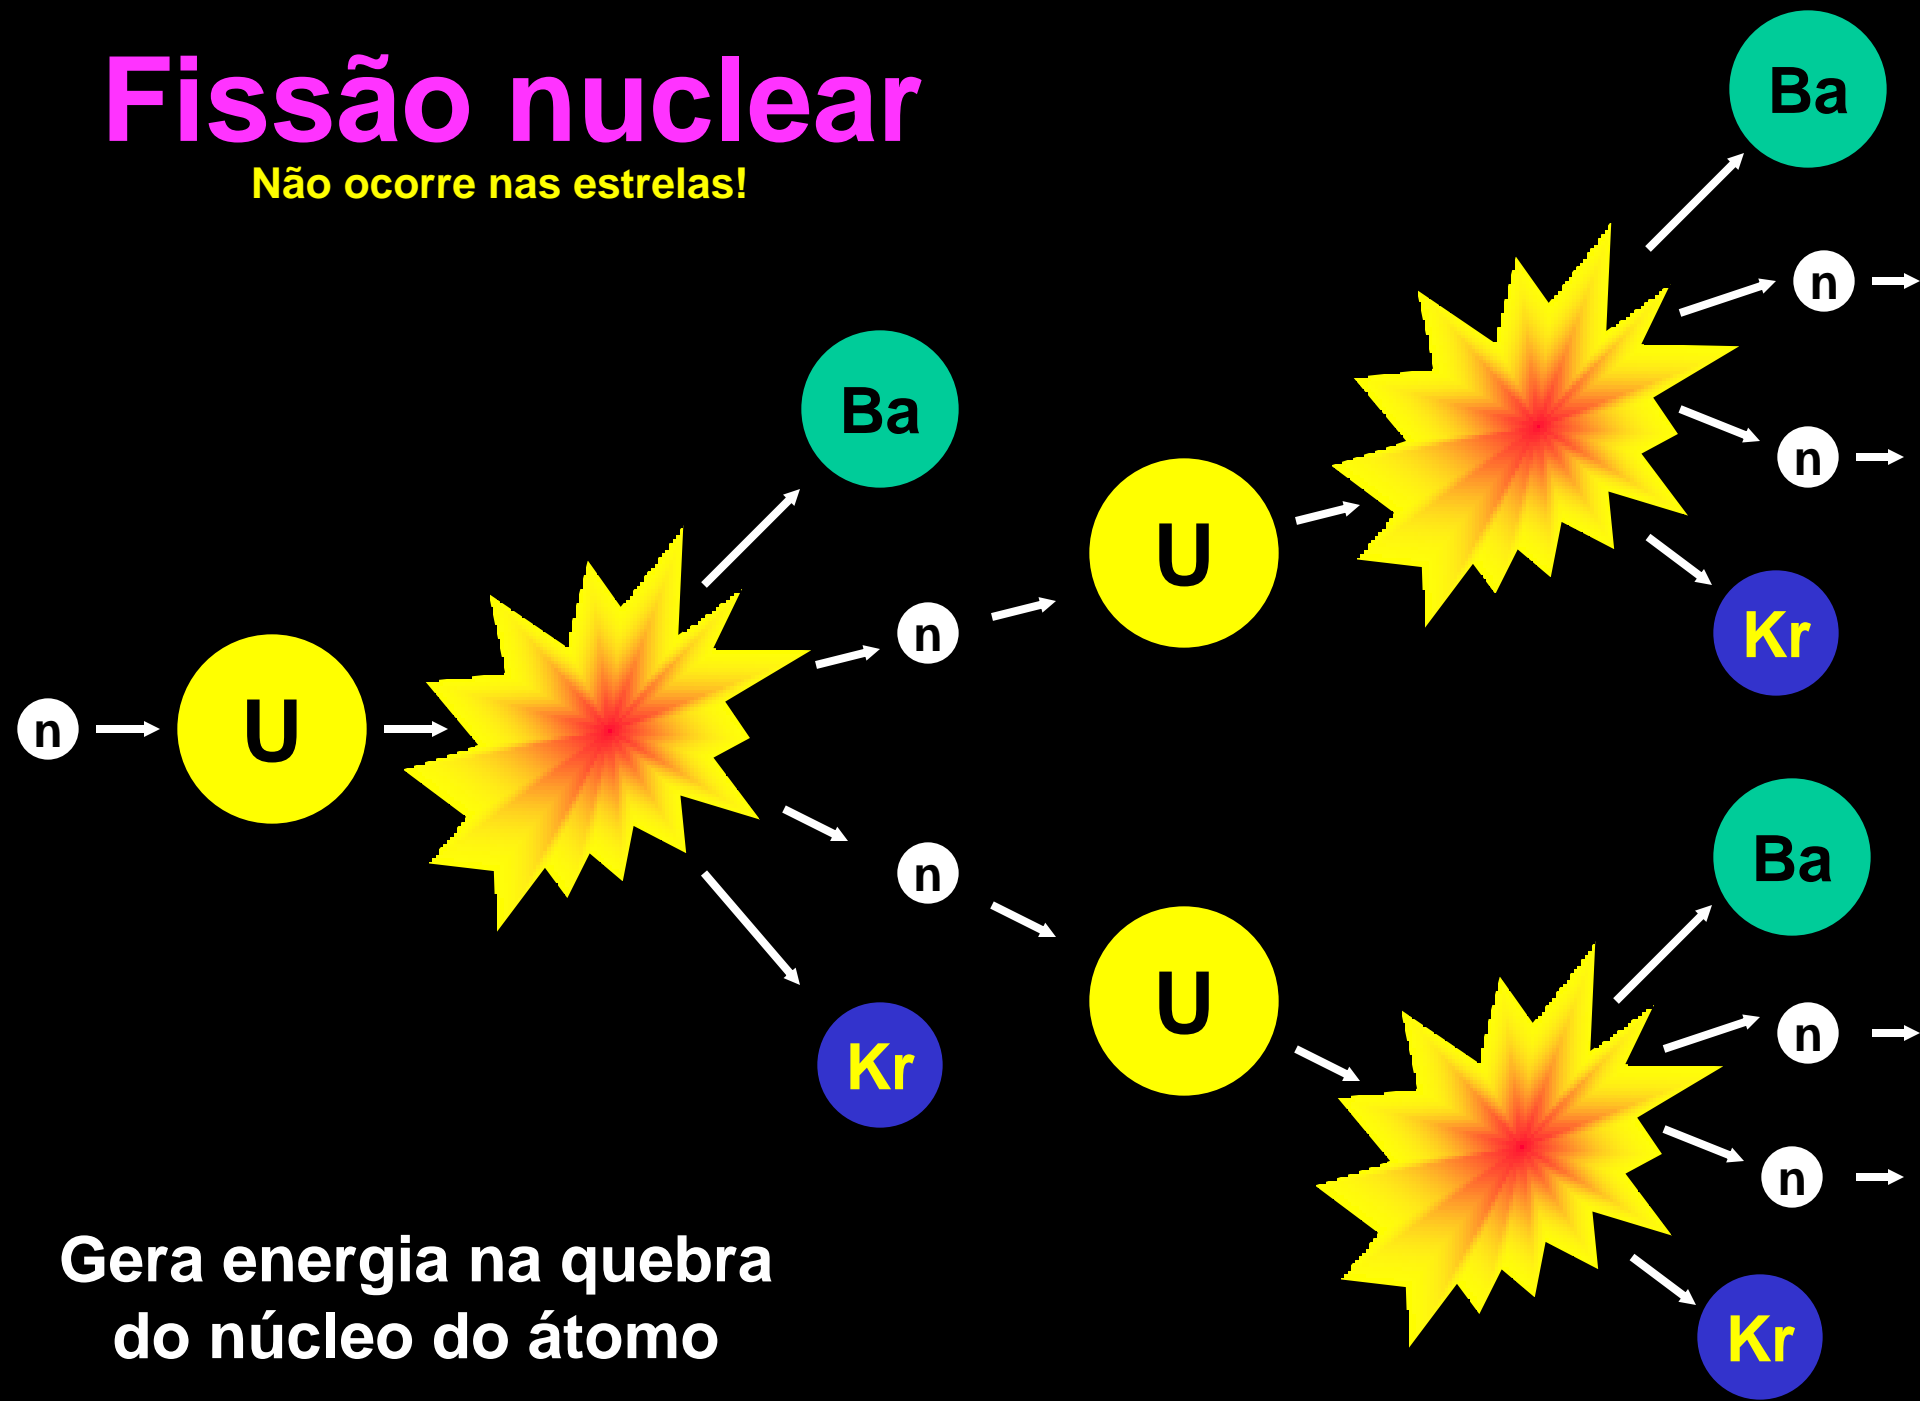 Fissão nuclear
Não ocorre nas estrelas!
Ba
n
n
Kr
Ba
U
n
n
U
n
Kr
U
Ba
n
n
Kr
Gera energia na quebra
do núcleo do átomo